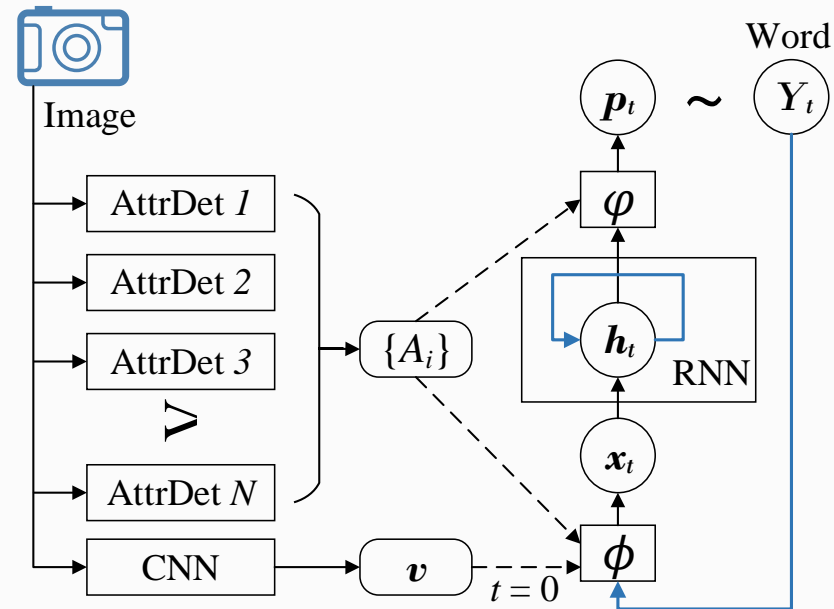 Word
Image
p_t
~
Y_t
AttrDet 1
φ
AttrDet 2
AttrDet 3
{A_i}
h_t
RNN
V
x_t
AttrDet N
CNN
v
t = 0
ϕ